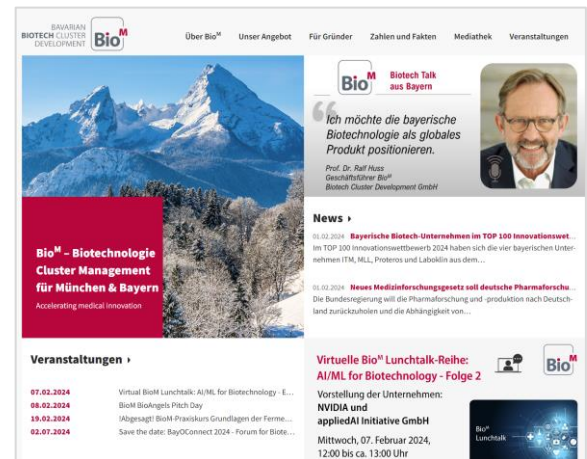 BAVARIAN
BIOTECH CLUSTER
DEVELOPMENT
Bio M
Über Bio M
Unser Angebot
Für Gründer
Zahlen und Fakten
Mediathek
Veranstaltungen
Bio M – Biotechnologie
Cluster Management
für München & Bayern
Accelerating medical innovation
Bio M
Biotech Talk
aus Bayern
“
Ich möchte die bayerische
Biotechnologie als globales
Produkt positionieren.
Prof. Dr. Ralf Huss
Geschäftsführer Bio M
Biotech Cluster Development GmbH
News
01.02.2024 Bayerische Biotech-Unternehmen im TOP 100 Innovationswet…
Im TOP 100 Innovationswettbewerb 2024 haben sich die vier bayerischen Unter-
nehmen ITM, MLL, Proteros und Laboklin aus dem…
01.02.2024 Neues Medizinforschungsgesetz soll deutsche Pharmaforschu…
Die Bundesregierung will die Pharmaforschung und -produktion nach Deutsch-
land zurückzuholen und die Abhängigkeit von…
Veranstaltungen
07.02.2024 Virtual BioM Lunchtalk: AI/ML for Biotechnology - E…
08.02.2024 BioM BioAngels Pitch Day
19.02.2024 !Abgesagt! BioM-Praxiskurs Grundlagen der Ferme…
02.07.2024 Save the date: BayOConnect 2024 - Forum for Biote…
Virtuelle Bio M Lunchtalk-Reihe:
AI/ML for Biotechnology - Folge 2
Bio M
Vorstellung der Unternehmen:
NVIDIA und
appliedAI Initiative GmbH
Mittwoch, 07. Februar 2024,
12:00 bis ca. 13:00 Uhr
Bio M
Lunchtalk